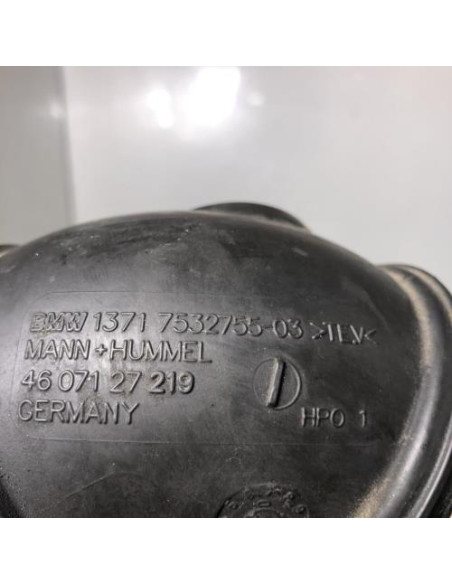 BMW 1371 7532755-03 >TEV<
MANN+HUMMEL
46 071 27 219
GERMANY
HPO 1